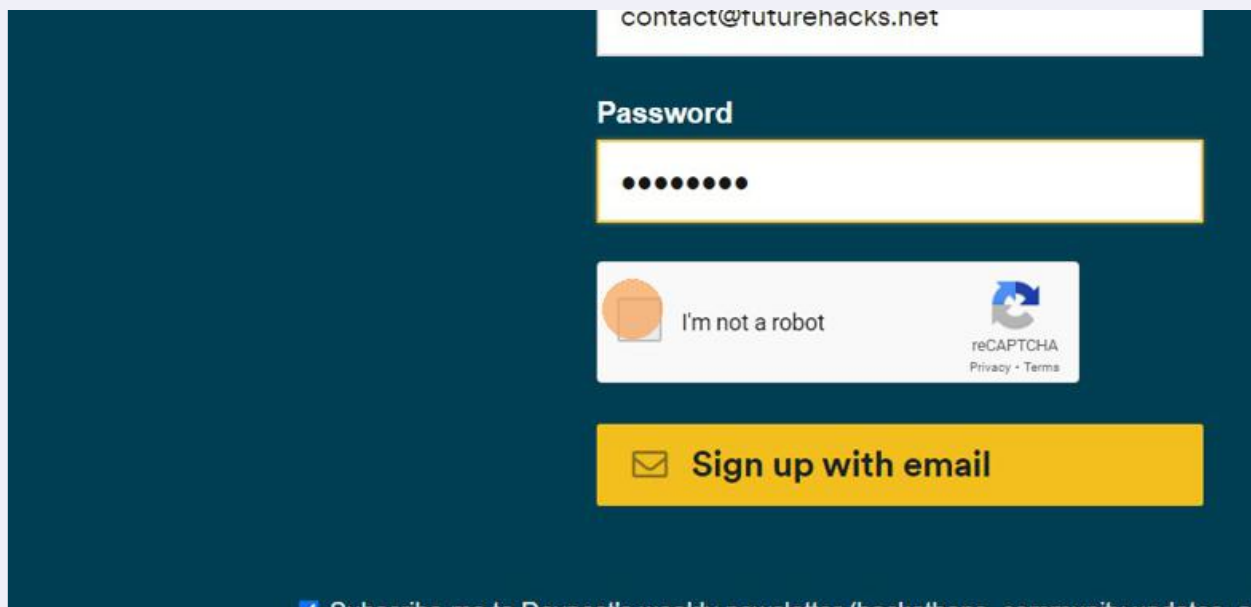 contact@futurehacks.net
Password
I'm not a robot
reCAPTCHA
Privacy - Terms
Sign up with email